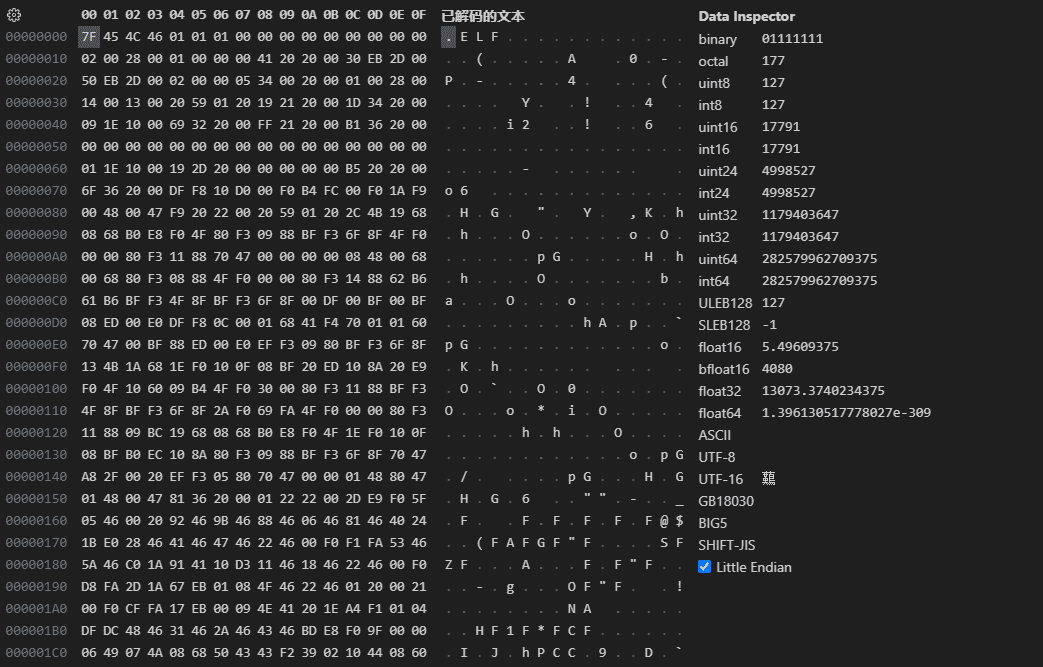 00 01 02 03 04 05 06 07 08 09 0A 0B 0C 0D 0E 0F 已解码的文本
00000000 7F 45 4C 46 01 01 01 00 00 00 00 00 00 00 00 00 . E L F . . . . . . . . . . . .
00000010 02 00 28 00 01 00 00 00 41 20 20 00 30 EB 2D 00 . . ( . . . . . A . 0 . - .
00000020 50 EB 2D 00 02 00 00 05 34 00 20 00 01 00 28 00 P . - . . . . . 4 . . . . ( .
00000030 14 00 13 00 20 59 01 20 19 21 20 00 1D 34 20 00 . . . . Y . . ! . . 4 .
00000040 09 1E 10 00 69 32 20 00 FF 21 20 00 B1 36 20 00 . . . . i 2 . . ! . . 6 .
00000050 00 00 00 00 00 00 00 00 00 00 00 00 00 00 00 00 . . . . . . . . . . . . . . . .
00000060 01 1E 10 00 19 2D 20 00 00 00 00 00 B5 20 20 00 . . . . . - . . . . . . .
00000070 6F 36 20 00 DF F8 10 D0 00 F0 B4 FC 00 F0 1A F9 o 6 . . . . . . . . . . . . .
00000080 00 48 00 47 F9 20 22 00 20 59 01 20 2C 4B 19 68 . H . G . " . Y . , K . h
00000090 08 68 B0 E8 F0 4F 80 F3 09 88 BF F3 6F 8F 4F F0 . h . . . O . . . . . . o . O .
000000A0 00 00 80 F3 11 88 70 47 00 00 00 00 08 48 00 68 . . . . . . p G . . . . . H . h
000000B0 00 68 80 F3 08 88 4F F0 00 00 80 F3 14 88 62 B6 . h . . . . O . . . . . . . b .
000000C0 61 B6 BF F3 4F 8F BF F3 6F 8F 00 DF 00 BF 00 BF a . . . O . . . o . . . . . . .
000000D0 08 ED 00 E0 DF F8 0C 00 01 68 41 F4 70 01 01 60 . . . . . . . . . h A . p . . `
000000E0 70 47 00 BF 88 ED 00 E0 EF F3 09 80 BF F3 6F 8F p G . . . . . . . . . . . . o .
000000F0 13 4B 1A 68 1E F0 10 0F 08 BF 20 ED 10 8A 20 E9 . K . h . . . . . . . . . .
00000100 F0 4F 10 60 09 B4 4F F0 30 00 80 F3 11 88 BF F3 . O . ` . . O . 0 . . . . . . .
00000110 4F 8F BF F3 6F 8F 2A F0 69 FA 4F F0 00 00 80 F3 O . . . o . * . i . O . . . . .
00000120 11 88 09 BC 19 68 08 68 B0 E8 F0 4F 1E F0 10 0F . . . . . h . h . . . O . . . .
00000130 08 BF B0 EC 10 8A 80 F3 09 88 BF F3 6F 8F 70 47 . . . . . . . . . . . . o . p G
00000140 A8 2F 00 20 EF F3 05 80 70 47 00 00 01 48 80 47 . / . . . . . p G . . . H . G
00000150 01 48 00 47 81 36 20 00 01 22 22 00 2D E9 F0 5F . H . G . 6 . . " " . - . . _
00000160 05 46 00 20 92 46 9B 46 88 46 06 46 81 46 40 24 . F . . F . F . F . F . F @ $
00000170 1B E0 28 46 41 46 47 46 22 46 00 F0 F1 FA 53 46 . . ( F A F G F " F . . . . S F
00000180 5A 46 C0 1A 91 41 10 D3 11 46 18 46 22 46 00 F0 Z F . . . A . . . F . F " F . .
00000190 D8 FA 2D 1A 67 EB 01 08 4F 46 22 46 01 20 00 21 . . - . g . . . O F " F . . !
000001A0 00 F0 CF FA 17 EB 00 09 4E 41 20 1E A4 F1 01 04 . . . . . . . . N A . . . . .
000001B0 DF DC 48 46 31 46 2A 46 43 46 BD E8 F0 9F 00 00 . . H F 1 F * F C F . . . . . .
000001C0 06 49 07 4A 08 68 50 43 43 F2 39 02 10 44 08 60 . I . J . h P C C . 9 . . D . `
Data Inspector
binary 01111111
octal 177
uint8 127
int8 127
uint16 17791
int16 17791
uint24 4998527
int24 4998527
uint32 1179403647
int32 1179403647
uint64 282579962709375
int64 282579962709375
ULEB128 127
SLEB128 -1
float16 5.49609375
bfloat16 4080
float32 13073.3740234375
float64 1.396130517778027e-309
ASCII
UTF-8
UTF-16 䕿
GB18030
BIG5
SHIFT-JIS
Little Endian